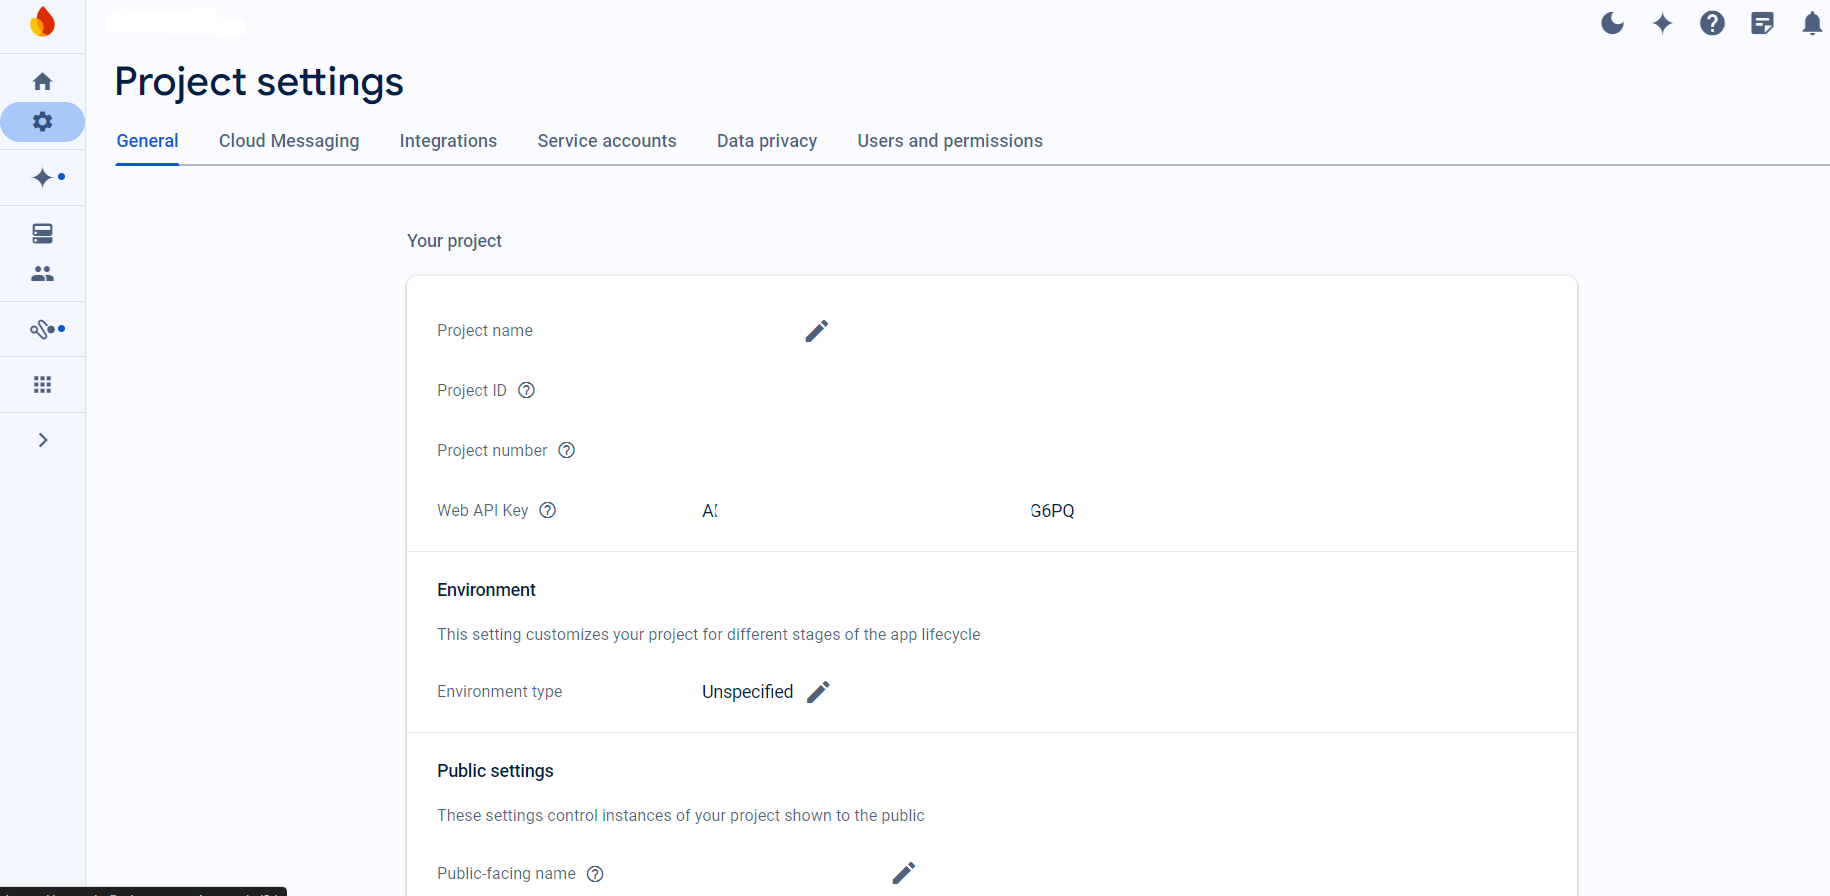 Project settings
General Cloud Messaging Integrations Service accounts Data privacy Users and permissions
Your project
Project name
Project ID
Project number
Web API Key G6PQ
Environment
This setting customizes your project for different stages of the app lifecycle
Environment type Unspecified
Public settings
These settings control instances of your project shown to the public
Public-facing name